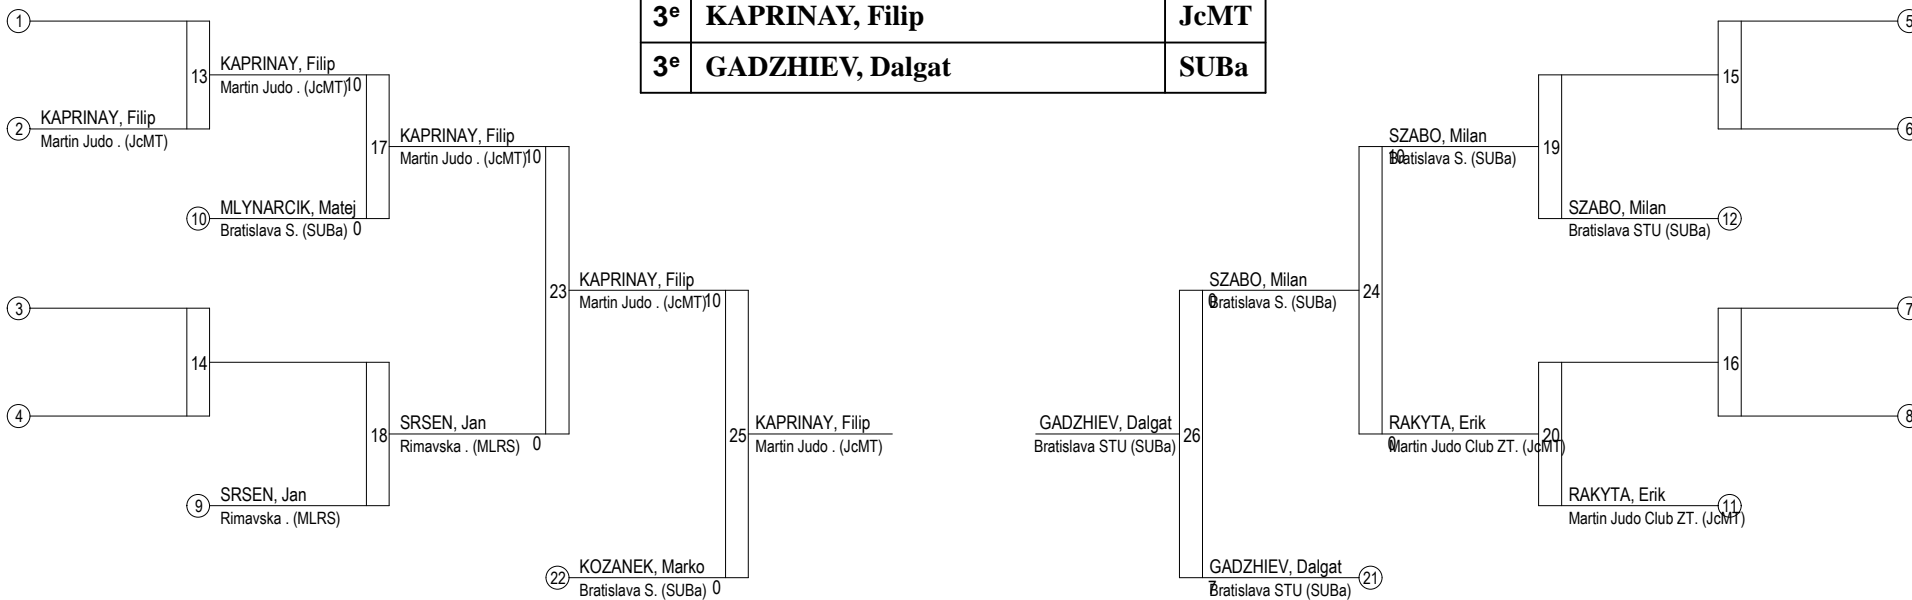 3e KAPRINAY, Filip JcMT
3e GADZHIEV, Dalgat SUBa
1
13
KAPRINAY, Filip
Martin Judo . (JcMT) 10
2
KAPRINAY, Filip
Martin Judo . (JcMT)
17
KAPRINAY, Filip
Martin Judo . (JcMT) 10
10
MLYNARCIK, Matej
Bratislava S. (SUBa) 0
3
14
4
23
KAPRINAY, Filip
Martin Judo . (JcMT) 10
18
SRSEN, Jan
Rimavska . (MLRS) 0
9
SRSEN, Jan
Rimavska . (MLRS)
25
KAPRINAY, Filip
Martin Judo . (JcMT)
22
KOZANEK, Marko
Bratislava S. (SUBa) 0
5
15
6
SZABO, Milan
10
Bratislava S. (SUBa)
19
SZABO, Milan
Bratislava STU (SUBa)
12
SZABO, Milan
0
Bratislava S. (SUBa)
24
7
16
8
GADZHIEV, Dalgat
Bratislava STU (SUBa)
26
RAKYTA, Erik
0
Martin Judo Club ZT. (JcMT)
20
RAKYTA, Erik
Martin Judo Club ZT. (JcMT)
11
GADZHIEV, Dalgat
7
Bratislava STU (SUBa)
21